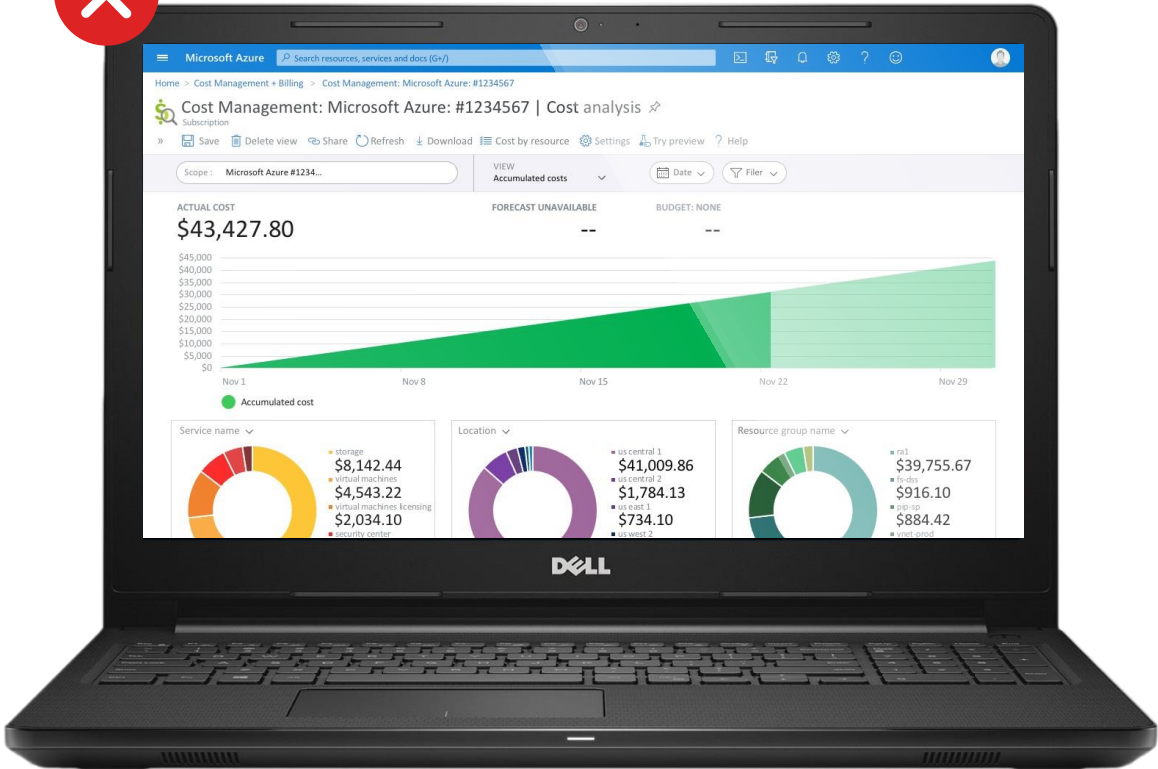 Microsoft Azure
Search resources, services and docs (G+/)
Home > Cost Management + Billing > Cost Management: Microsoft Azure: #1234567
Cost Management: Microsoft Azure: #1234567 | Cost analysis
Subscription
» Save Delete view Share Refresh Download Cost by resource Settings Try preview ? Help
Scope : Microsoft Azure #1234...
VIEW
Accumulated costs
Date
Filer
ACTUAL COST
$43,427.80
FORECAST UNAVAILABLE
--
BUDGET: NONE
--
$45,000
$40,000
$35,000
$30,000
$25,000
$20,000
$15,000
$10,000
$5,000
$0
Nov 1 Nov 8 Nov 15 Nov 22 Nov 29
Accumulated cost
Service name
storage
$8,142.44
virtual machines
$4,543.22
virtual machines licensing
$2,034.10
security center
Location
us central 1
$41,009.86
us central 2
$1,784.13
us east 1
$734.10
us west 2
Resource group name
ra1
$39,755.67
fs-dss
$916.10
pip-sp
$884.42
vnet-prod
DELL